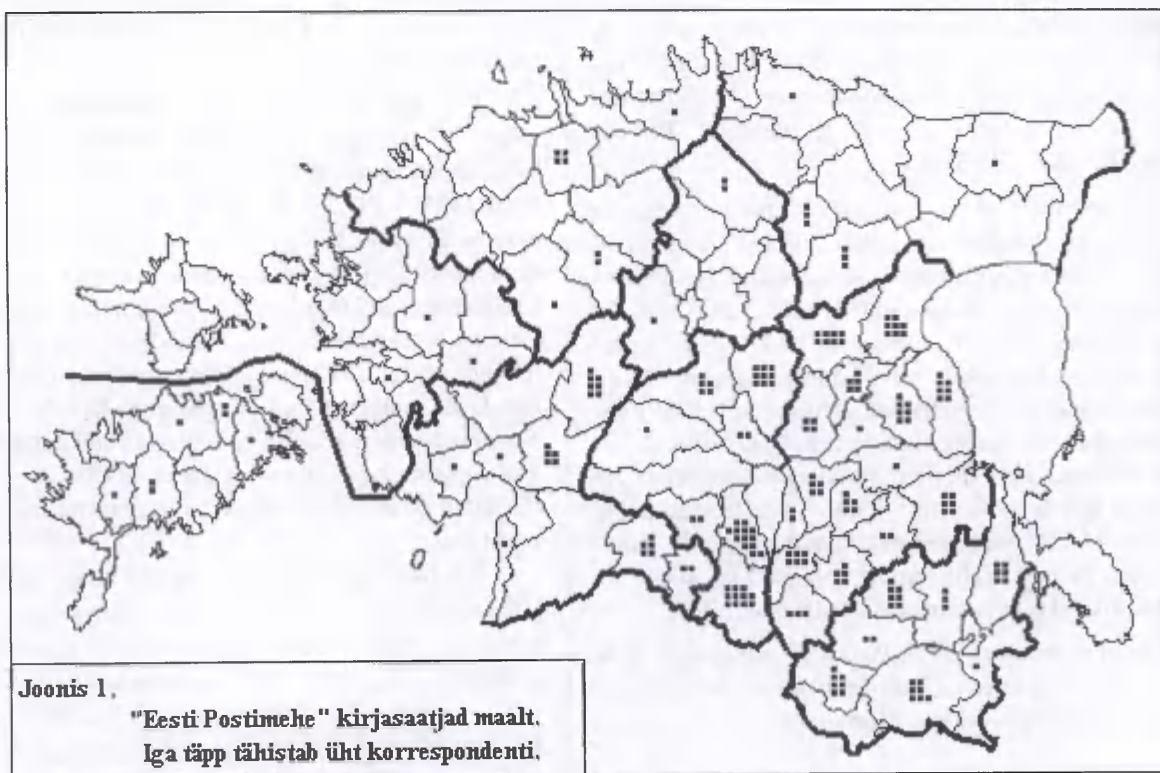 Joonis 1.
"Eesti Postimehe" kirjasaatjad maalt.
Iga täpp tähistab üht korrespondenti.